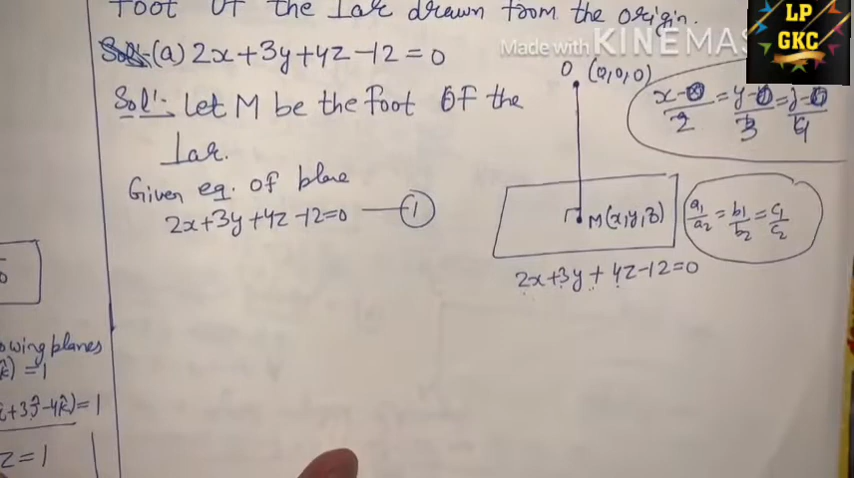 Foot of the ⊥ar drawn from the origin.
Made with KINEMAS
LP
GKC
(a) 2x+3y+4z-12=0
Sol':- Let M be the foot of the
⊥ar.
Given eq. of plane
2x+3y+4z-12=0 —①
O (0,0,0)
x-0/2 = y-0/3 = z-0/4
M(x,y,z)
a₁/a₂ = b₁/b₂ = c₁/c₂
2x+3y+4z-12=0
owing planes
k̂) = 1
+3ĵ-4k̂) = 1
z = 1